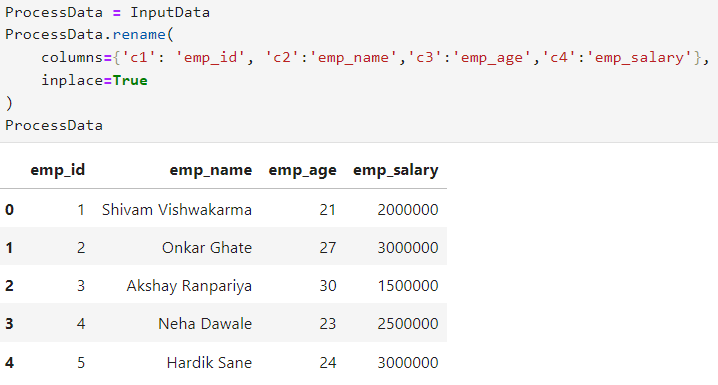 ProcessData = InputData
ProcessData.rename(
    columns={'c1': 'emp_id', 'c2':'emp_name','c3':'emp_age','c4':'emp_salary'},
    inplace=True
)
ProcessData
emp_id emp_name emp_age emp_salary
0 1 Shivam Vishwakarma 21 2000000
1 2 Onkar Ghate 27 3000000
2 3 Akshay Ranpariya 30 1500000
3 4 Neha Dawale 23 2500000
4 5 Hardik Sane 24 3000000